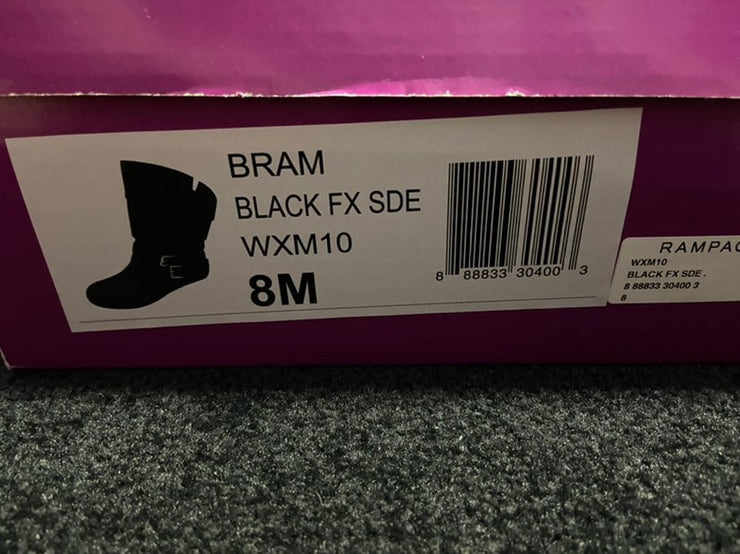 BRAM
BLACK FX SDE
WXM10
8M
8 88833 30400 3
WXM10
BLACK FX SDE.
8 88833 30400 3
8